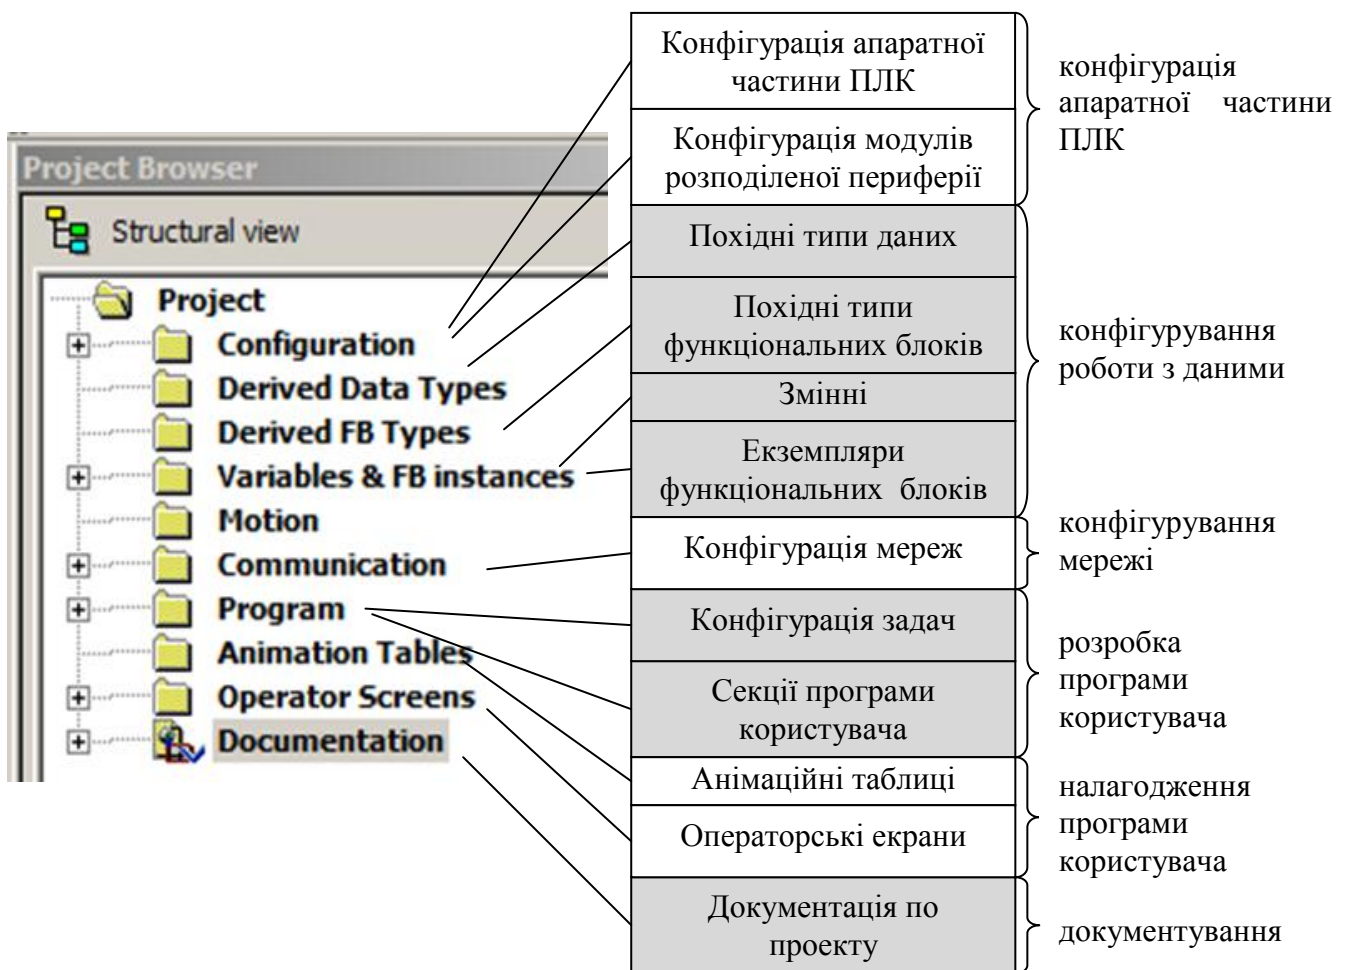 Project Browser
Structural view
Project
Configuration
Derived Data Types
Derived FB Types
Variables & FB instances
Motion
Communication
Program
Animation Tables
Operator Screens
Documentation
Конфігурація апаратної
частини ПЛК
Конфігурація модулів
розподіленої периферії
Похідні типи даних
Похідні типи
функціональних блоків
Змінні
Екземпляри
функціональних блоків
Конфігурація мереж
Конфігурація задач
Секції програми
користувача
Анімаційні таблиці
Операторські екрани
Документація по
проекту
конфігурація
апаратної частини
ПЛК
конфігурування
роботи з даними
конфігурування
мережі
розробка
програми
користувача
налагодження
програми
користувача
документування